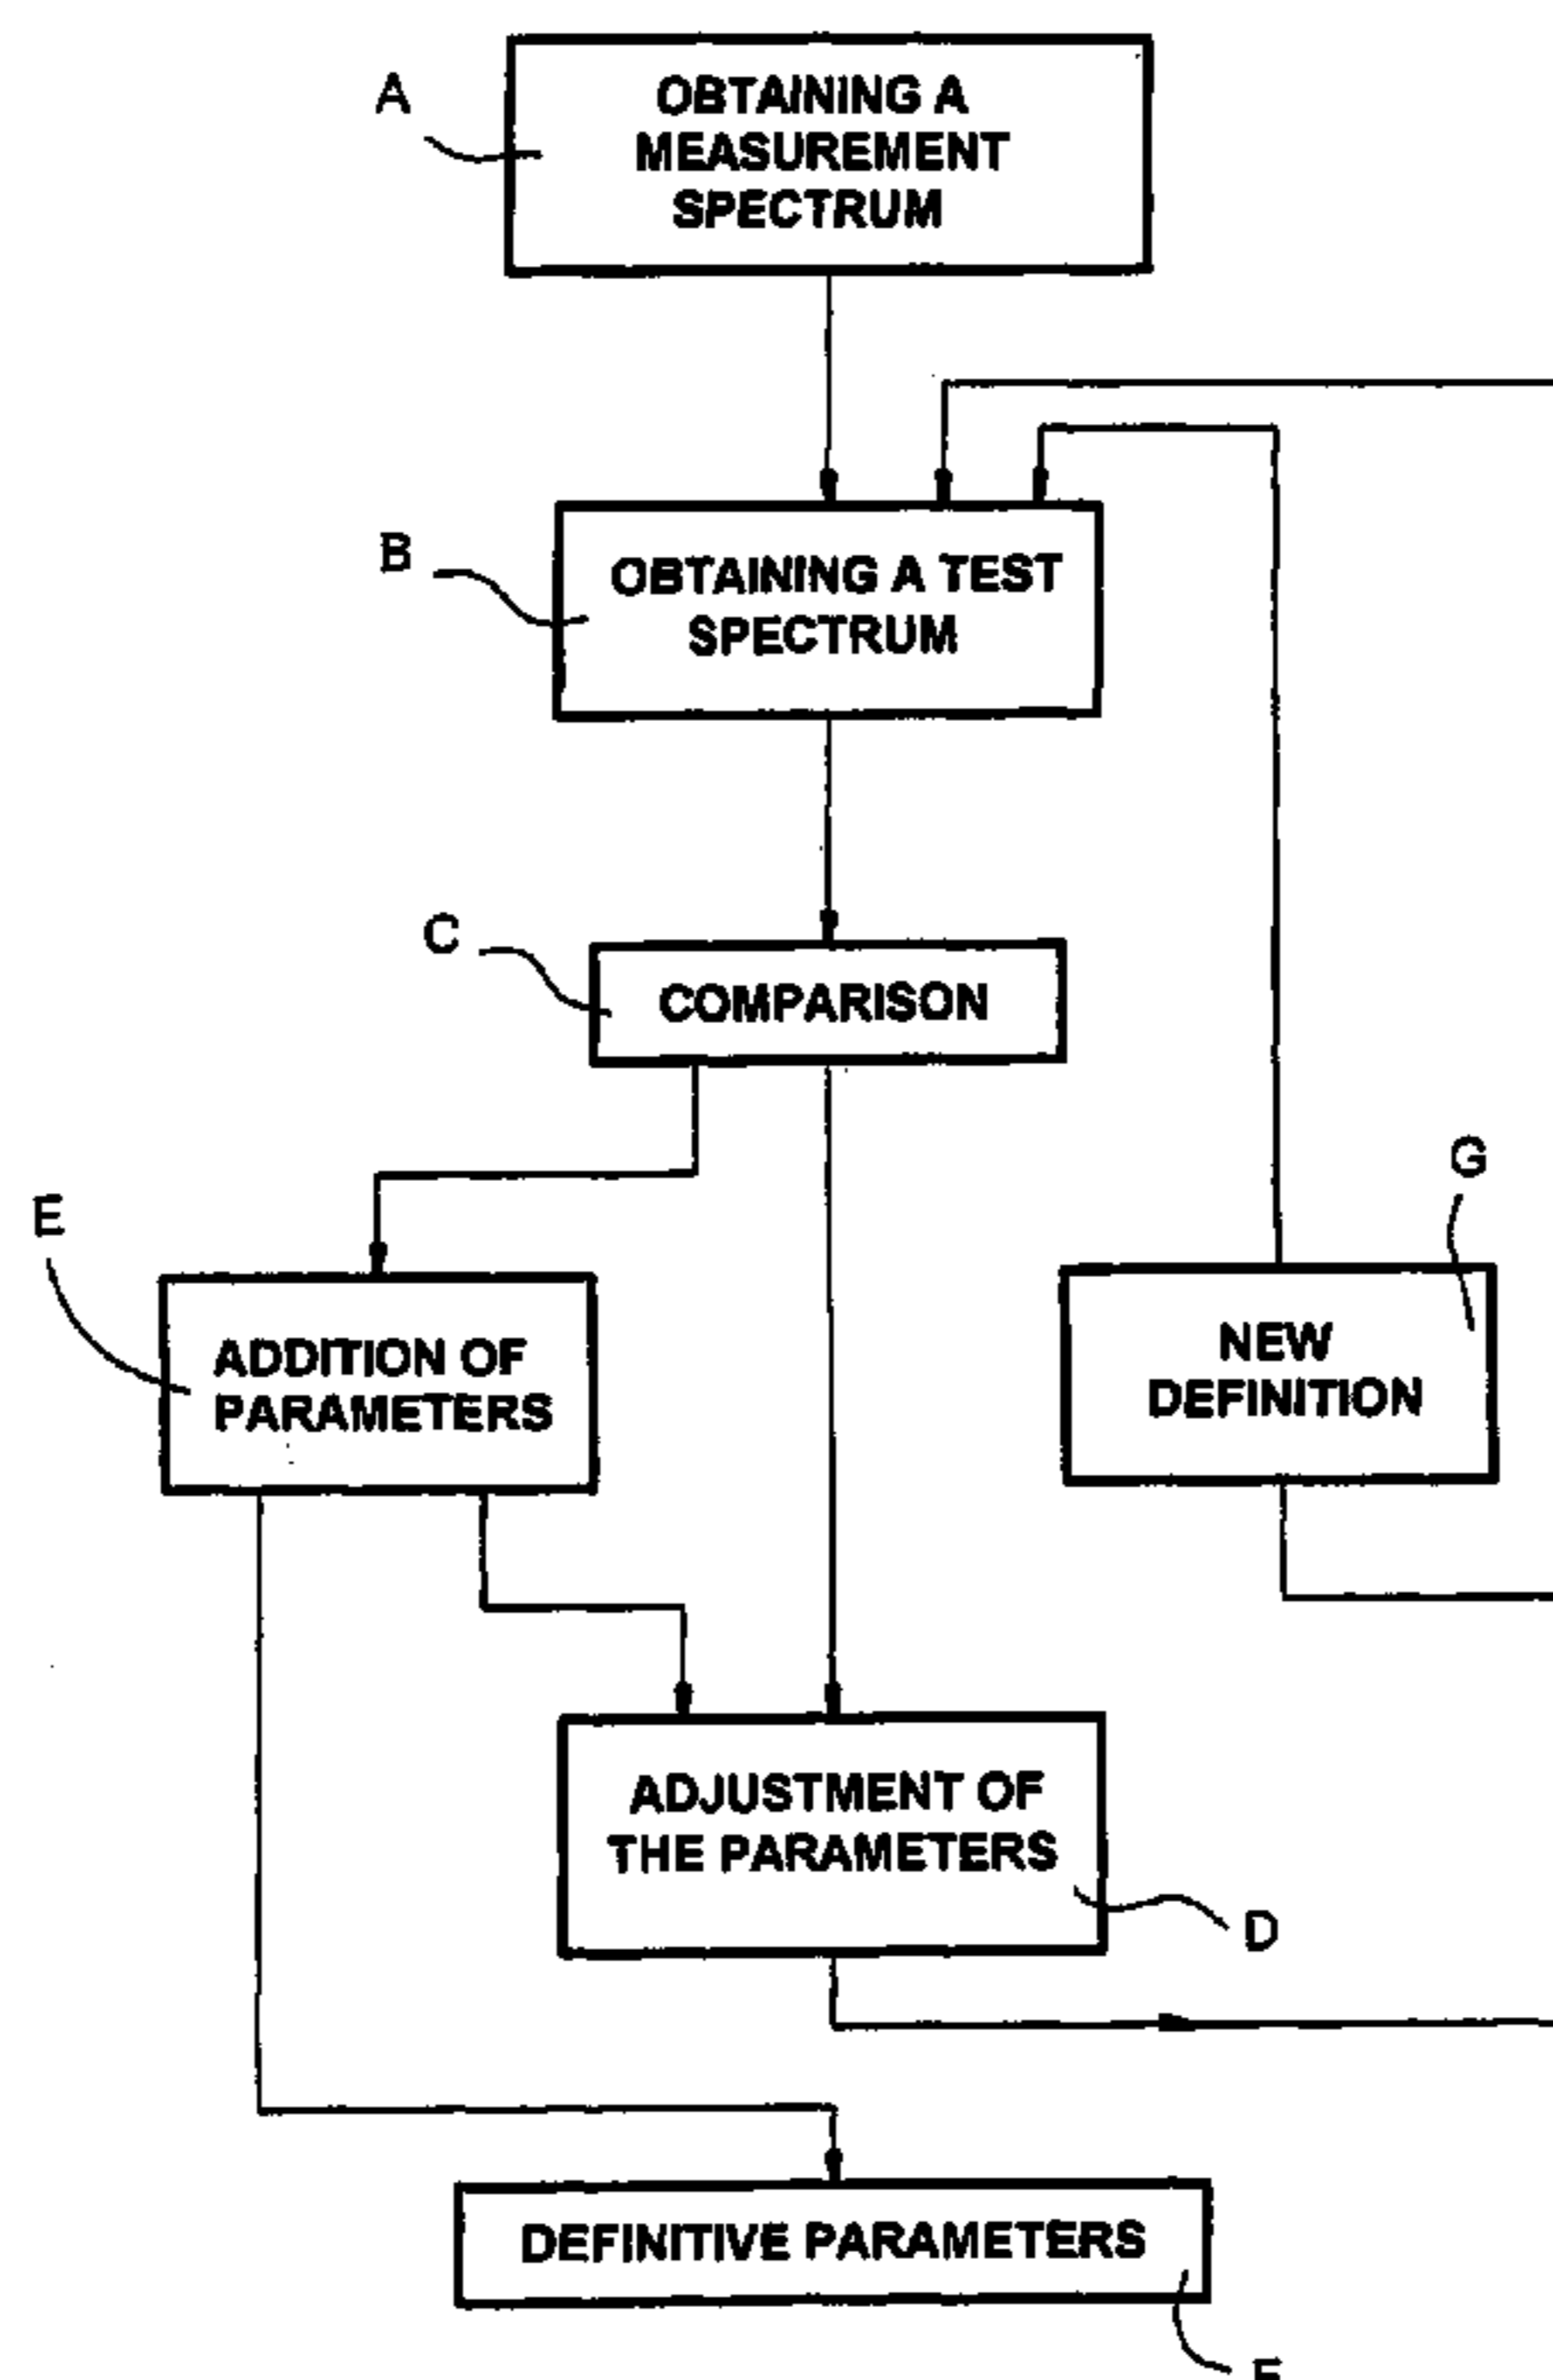 A
OBTAINING A
MEASUREMENT
SPECTRUM
B
OBTAINING A TEST
SPECTRUM
C
COMPARISON
G
E
ADDITION OF
PARAMETERS
NEW
DEFINITION
ADJUSTMENT OF
THE PARAMETERS
D
DEFINITIVE PARAMETERS